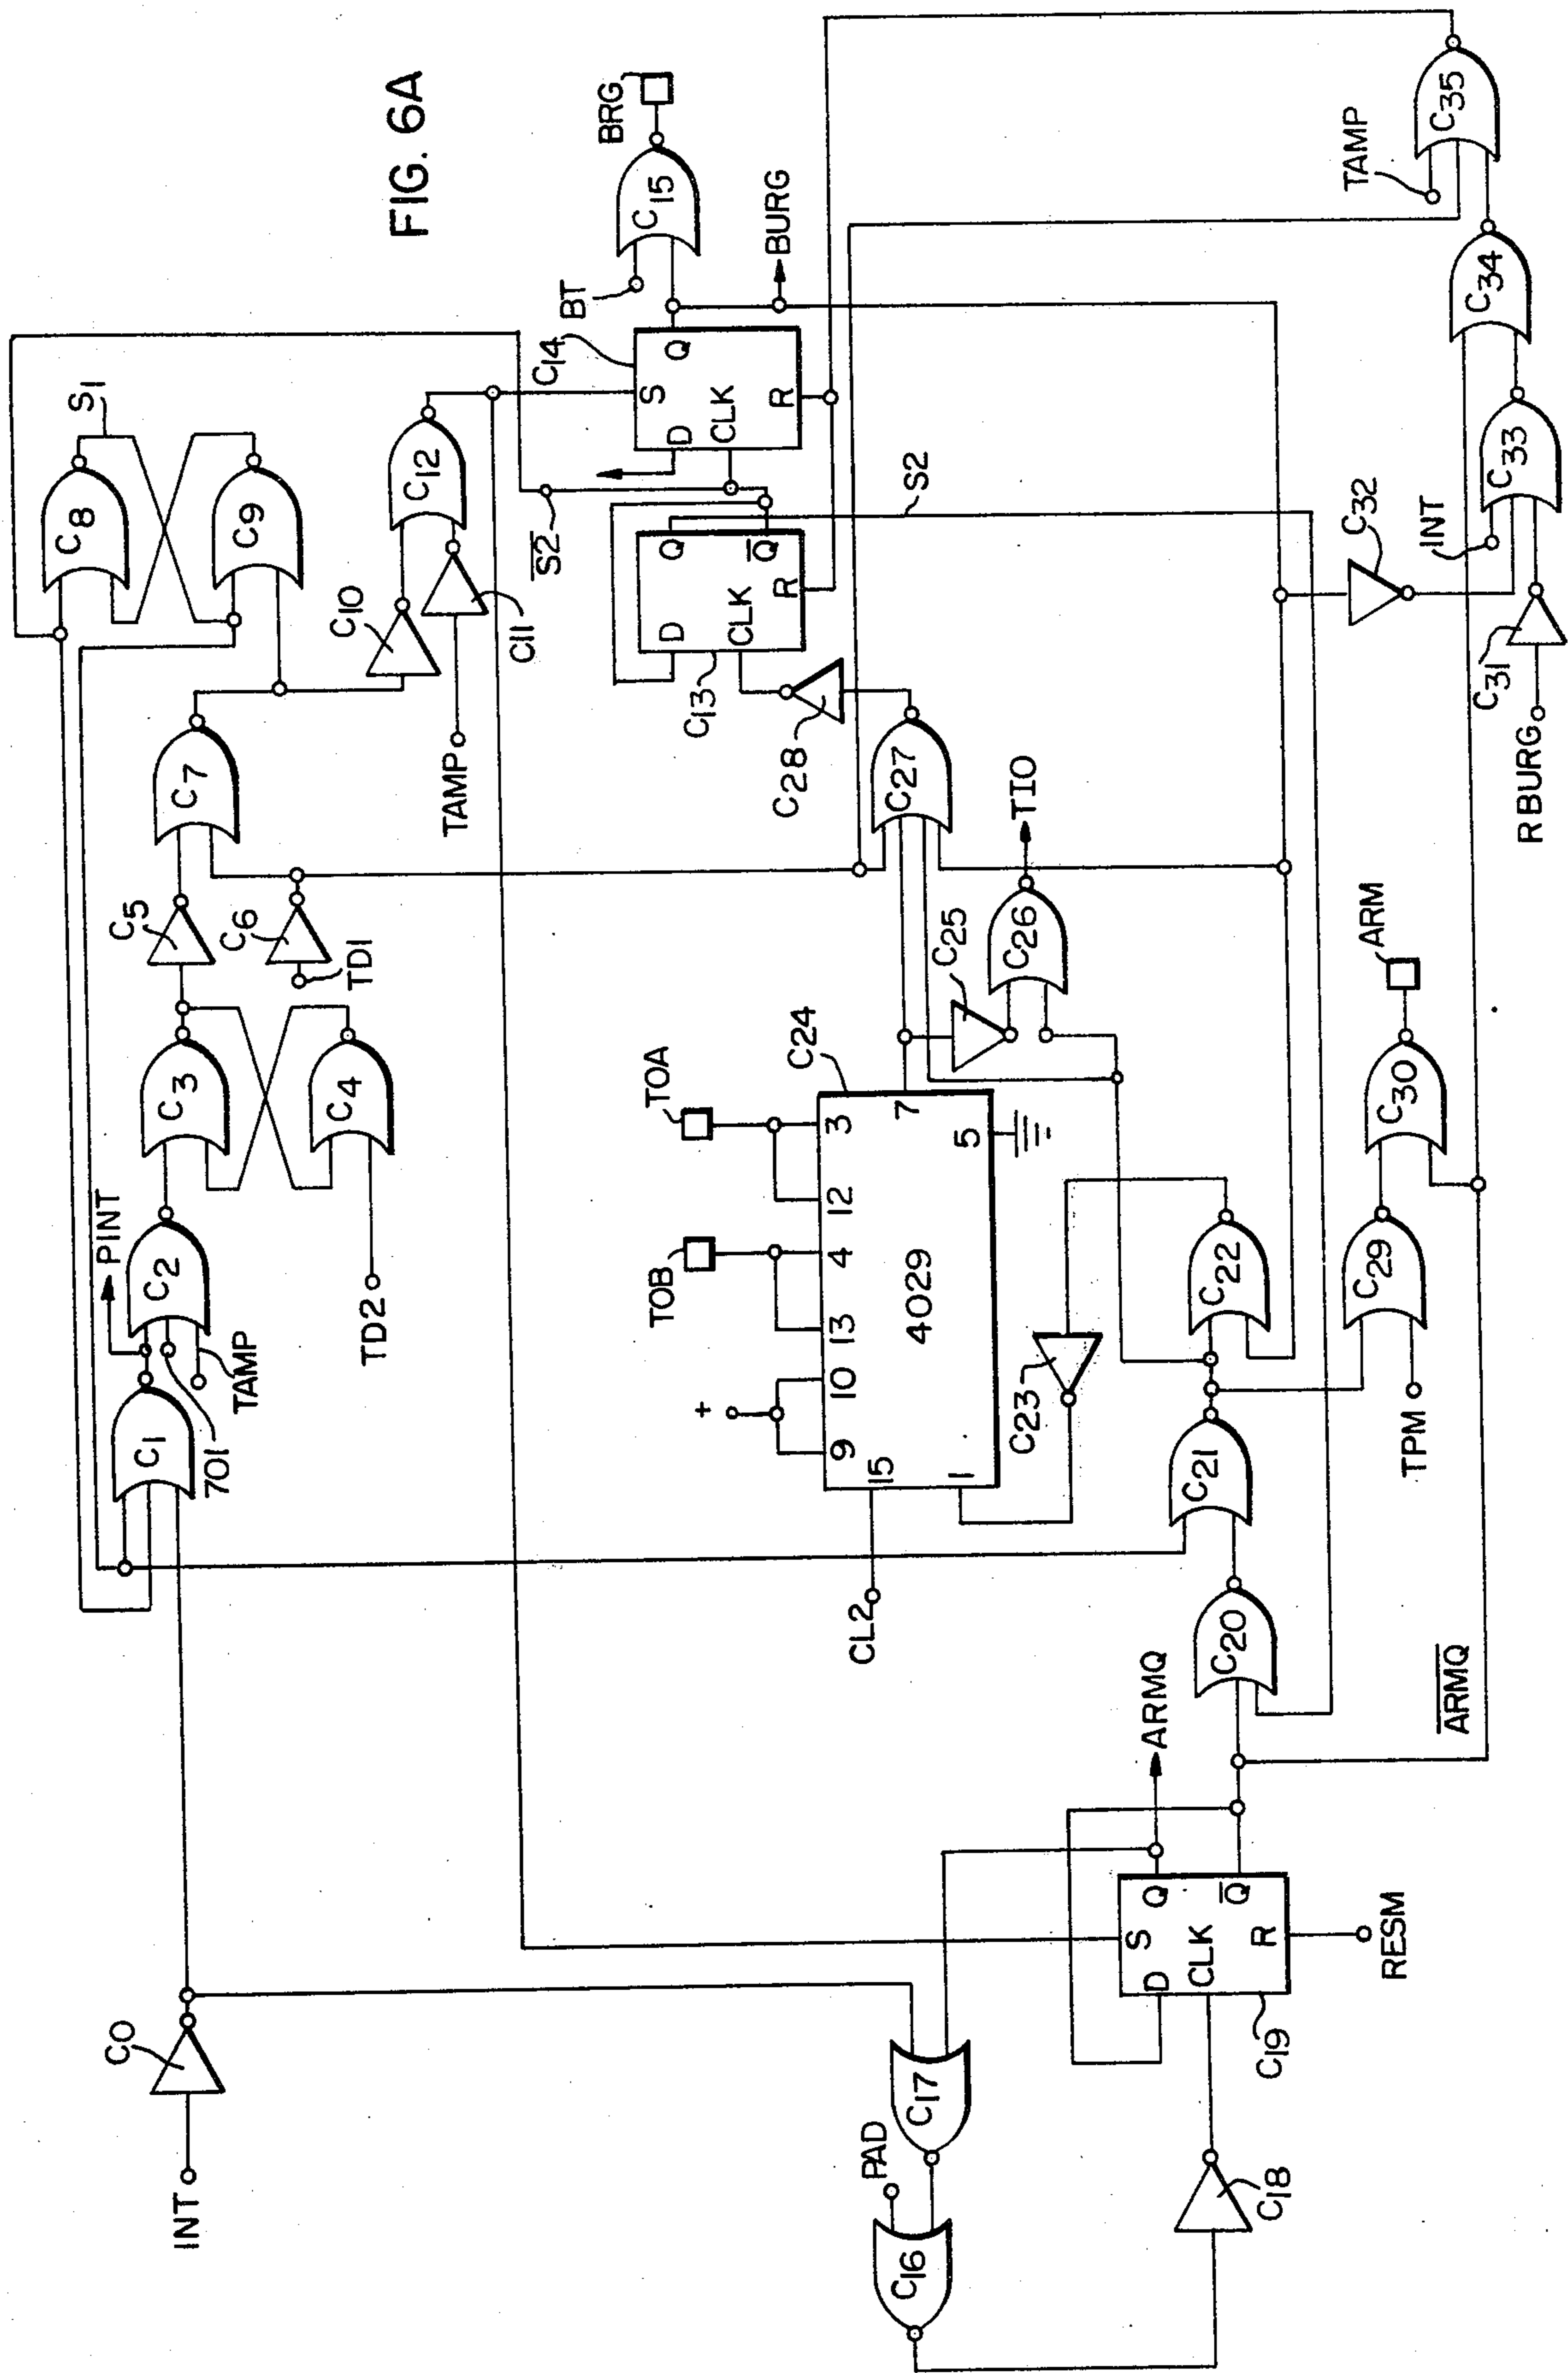 FIG. 6A
BRG
C15
BT
BURG
C14
S
D
Q
CLK
R
S1
C8
C9
C12
C10
C11
TAMP
S̅2̅
S2
Q
Q̅
D
CLK
R
C13
C28
C7
C5
C6
TD1
C3
C4
PINT
C2
TAMP
701
TD2
C1
C0
INT
TAMP
C35
C34
C33
INT
C32
C31
RBURG
C27
TIO
C26
C25
C24
TOA
TOB
+
3
12
4
13
10
9
15
1
7
5
4029
CL2
C23
C22
C21
C20
ARM
C30
C29
TPM
A̅R̅M̅Q̅
ARMQ
Q
Q̅
S
D
CLK
R
C19
RESM
C17
PAD
C16
C18